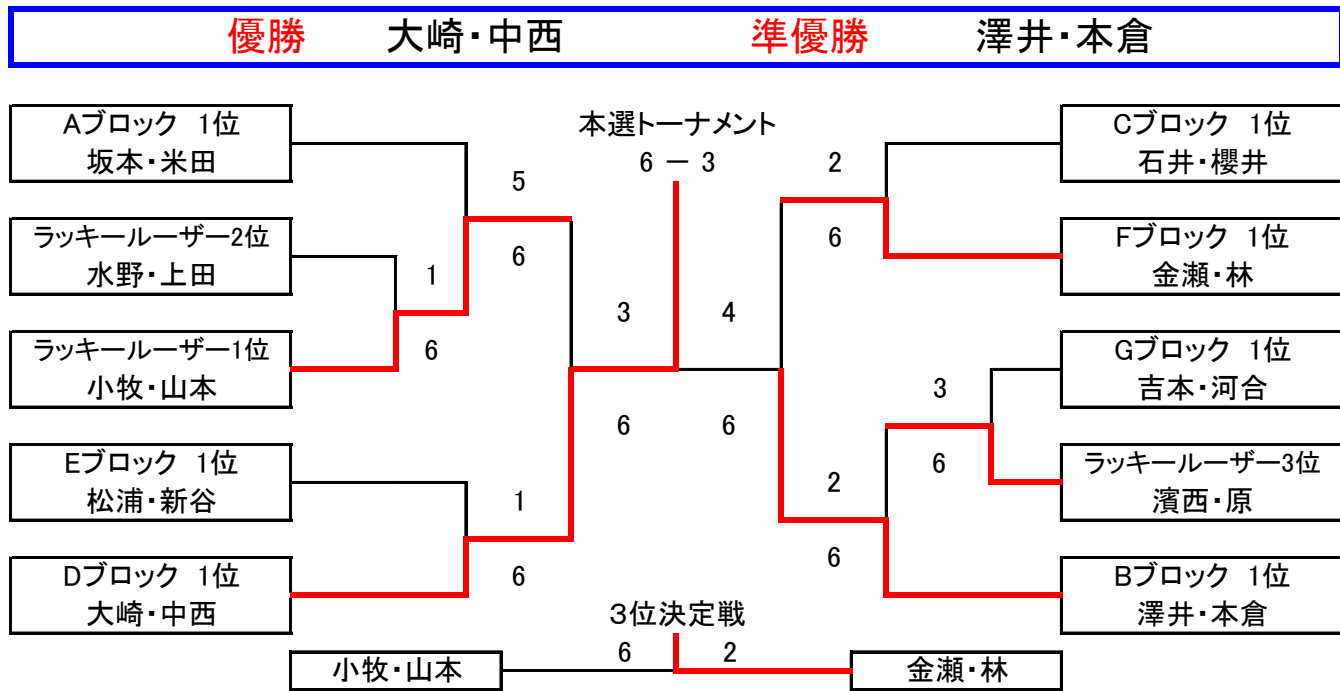 優勝 大崎・中西 準優勝 澤井・本倉
本選トーナメント
6 － 3
Aブロック 1位
坂本・米田
ラッキールーザー2位
水野・上田
ラッキールーザー1位
小牧・山本
Eブロック 1位
松浦・新谷
Dブロック 1位
大崎・中西
1
6
5
6
1
6
3
6
4
6
2
6
2
6
3
6
Cブロック 1位
石井・櫻井
Fブロック 1位
金瀬・林
Gブロック 1位
吉本・河合
ラッキールーザー3位
濱西・原
Bブロック 1位
澤井・本倉
3位決定戦
小牧・山本 6 2 金瀬・林